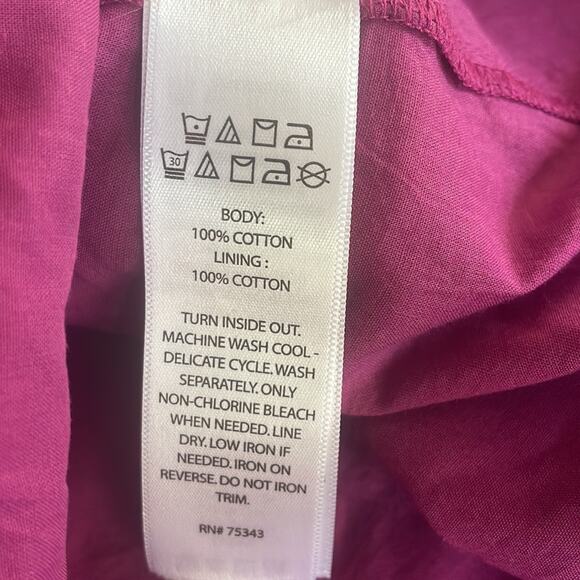 30
BODY:
100% COTTON
LINING :
100% COTTON
TURN INSIDE OUT.
MACHINE WASH COOL -
DELICATE CYCLE. WASH
SEPARATELY. ONLY
NON-CHLORINE BLEACH
WHEN NEEDED. LINE
DRY. LOW IRON IF
NEEDED. IRON ON
REVERSE. DO NOT IRON
TRIM.
RN# 75343